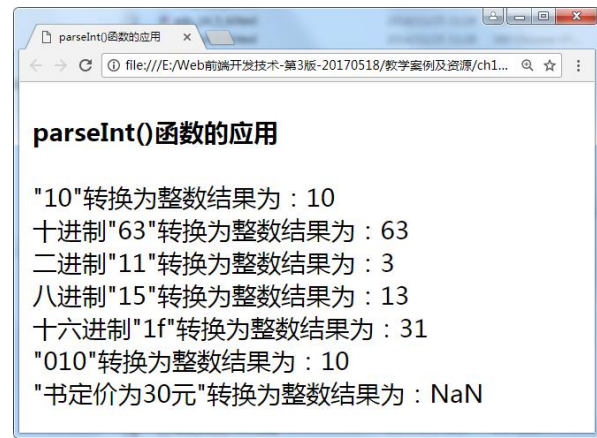 parseInt()函数的应用
file:///E:/Web前端开发技术-第3版-20170518/教学案例及资源/ch1...
parseInt()函数的应用
"10"转换为整数结果为：10
十进制"63"转换为整数结果为：63
二进制"11"转换为整数结果为：3
八进制"15"转换为整数结果为：13
十六进制"1f"转换为整数结果为：31
"010"转换为整数结果为：10
"书定价为30元"转换为整数结果为：NaN